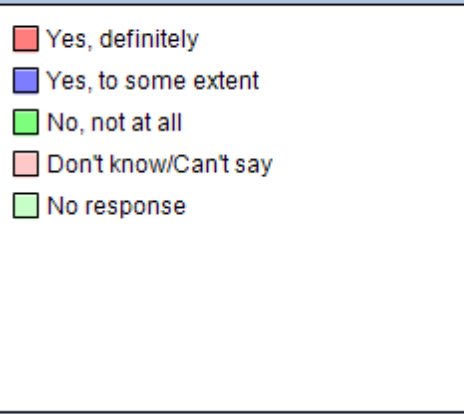 Yes, definitely
Yes, to some extent
No, not at all
Don't know/Can't say
No response